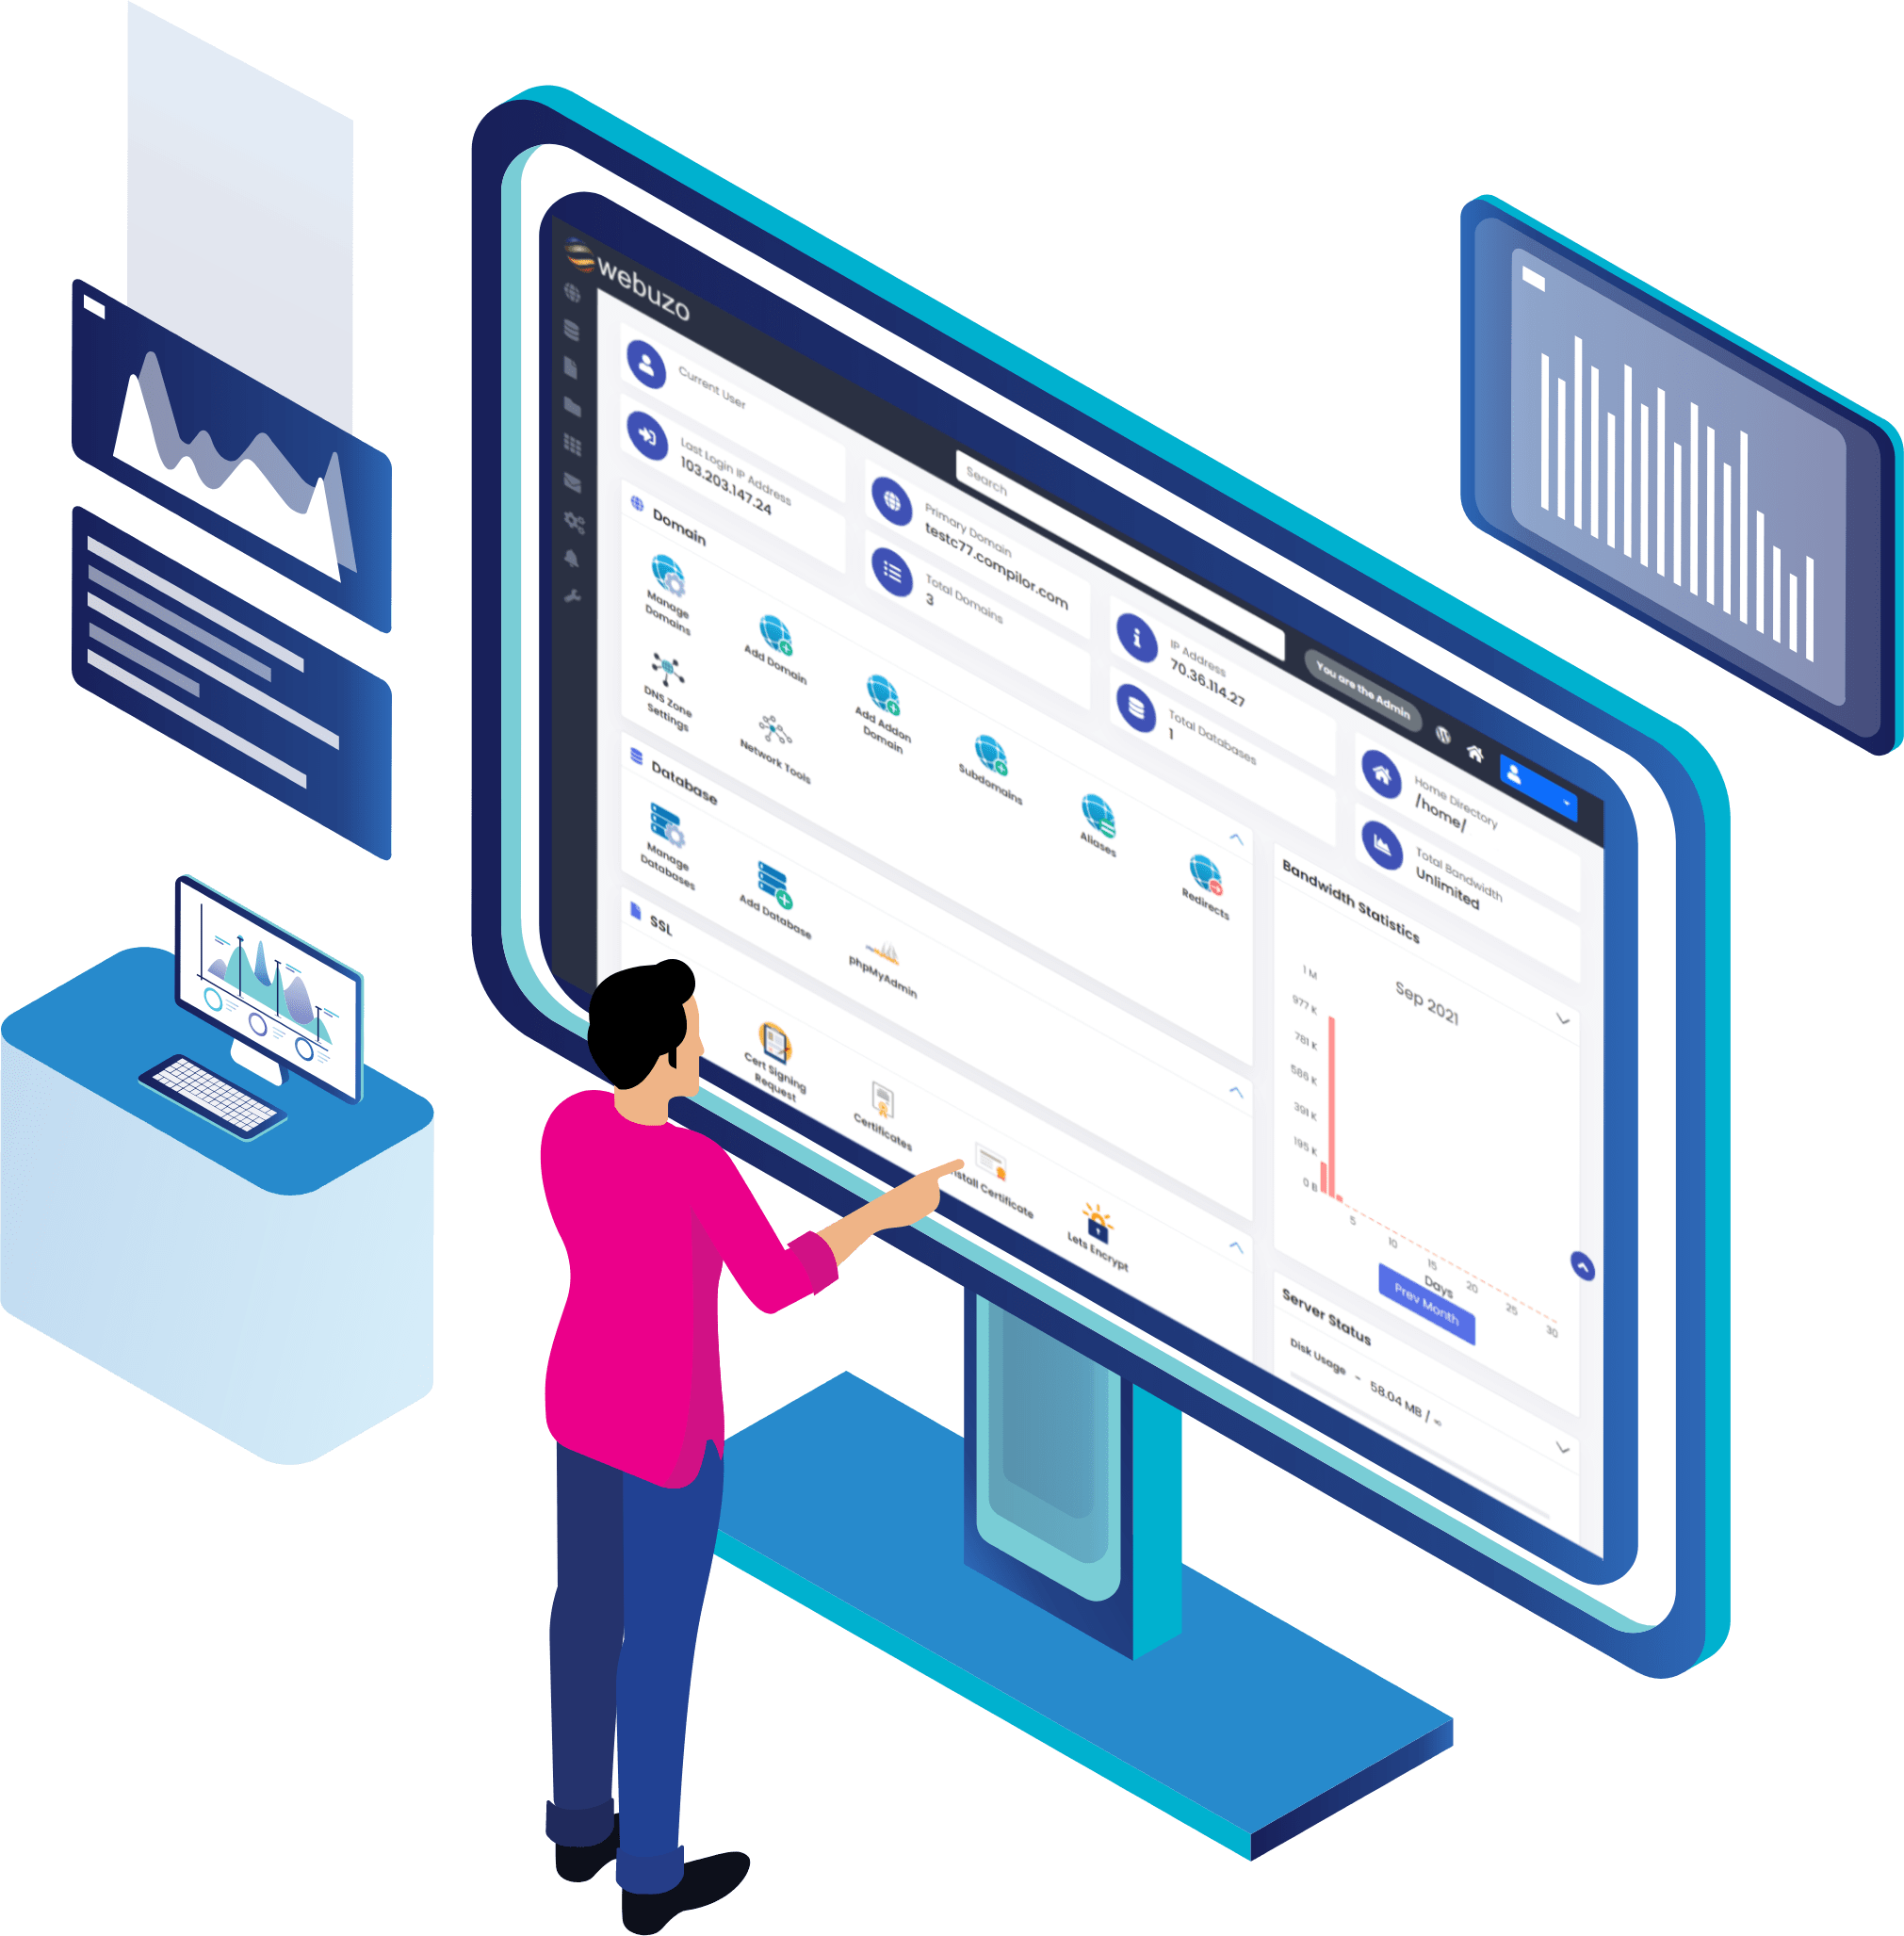 webuzo
Search
You are the Admin
Current User
Last Login IP Address
103.203.147.24
Primary Domain
testc77.compilor.com
Total Domains
3
IP Address
70.36.114.27
Total Databases
1
Home Directory
/home/
Total Bandwidth
Unlimited
Domain
Manage
Domains
Add Domain
Add Addon
Domain
Subdomains
Aliases
Redirects
DNS Zone
Settings
Network Tools
Database
Manage
Databases
Add Database
phpMyAdmin
SSL
Cert Signing
Request
Certificates
nstall Certificate
Lets Encrypt
Bandwidth Statistics
Sep 2021
1 M
977 K
781 K
586 K
391 K
195 K
0 B
5
10
15
20
25
30
Days
Prev Month
Server Status
Disk Usage - 58.04 MB / ∞